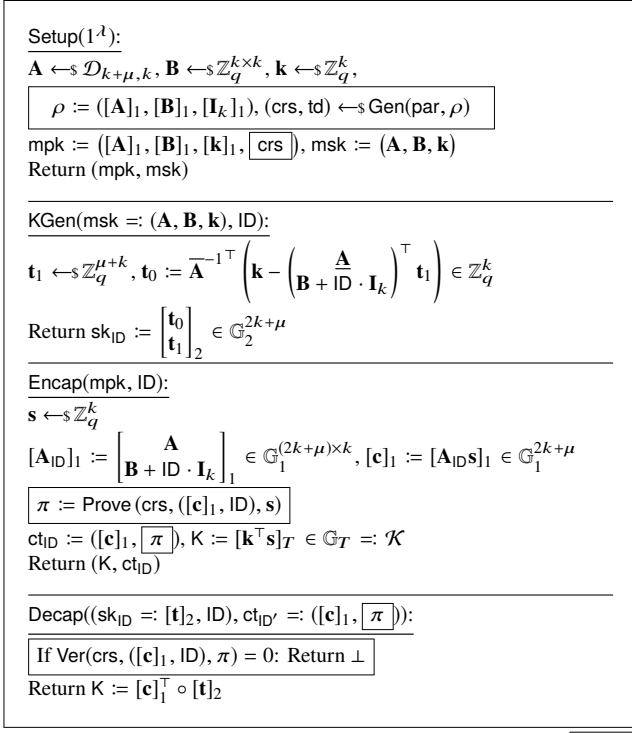 Setup(1^λ):
A ←$ 𝒟_{k+μ,k}, B ←$ ℤ_q^{k×k}, k ←$ ℤ_q^k,
ρ := ([A]_1, [B]_1, [I_k]_1), (crs, td) ←$ Gen(par, ρ)
mpk := ([A]_1, [B]_1, [k]_1, crs), msk := (A, B, k)
Return (mpk, msk)
KGen(msk =: (A, B, k), ID):
t_1 ←$ ℤ_q^{μ+k}, t_0 := \overline{A}^{-1⊤} (k − (\underline{A} ; B + ID · I_k)^⊤ t_1) ∈ ℤ_q^k
Return sk_ID := [t_0 ; t_1]_2 ∈ 𝔾_2^{2k+μ}
Encap(mpk, ID):
s ←$ ℤ_q^k
[A_ID]_1 := [A ; B + ID · I_k]_1 ∈ 𝔾_1^{(2k+μ)×k}, [c]_1 := [A_ID s]_1 ∈ 𝔾_1^{2k+μ}
π := Prove(crs, ([c]_1, ID), s)
ct_ID := ([c]_1, π), K := [k^⊤ s]_T ∈ 𝔾_T =: 𝒦
Return (K, ct_ID)
Decap((sk_ID =: [t]_2, ID), ct_ID′ =: ([c]_1, π)):
If Ver(crs, ([c]_1, ID), π) = 0: Return ⊥
Return K := [c]_1^⊤ ∘ [t]_2